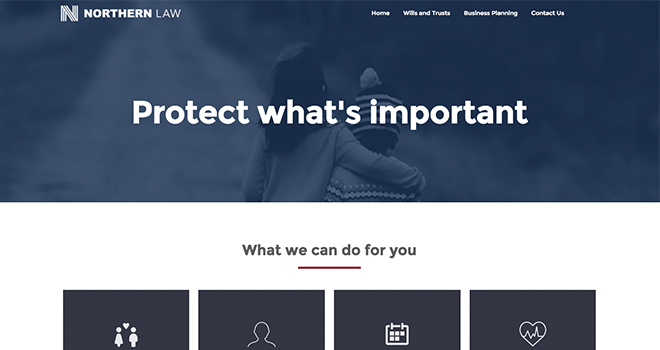 NORTHERN LAW
Home Wills and Trusts Business Planning Contact Us
Protect what's important
What we can do for you